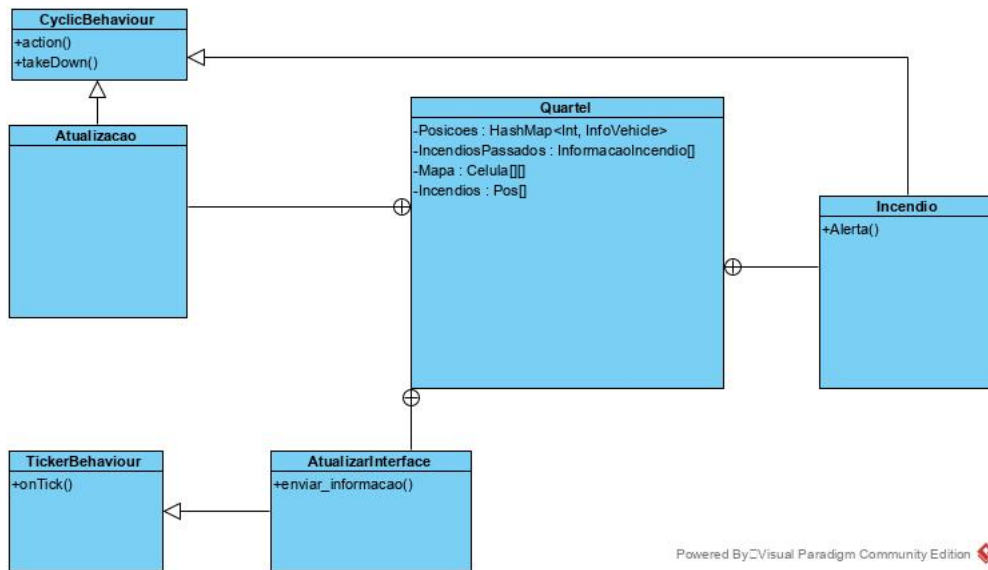 CyclicBehaviour
+action()
+takeDown()
Atualizacao
Quartel
-Posicoes : HashMap<Int, InfoVehicle>
-IncendiosPassados : InformacaoIncendio[]
-Mapa : Celula[][]
-Incendios : Pos[]
Incendio
+Alerta()
TickerBehaviour
+onTick()
AtualizarInterface
+enviar_informacao()
Powered By Visual Paradigm Community Edition